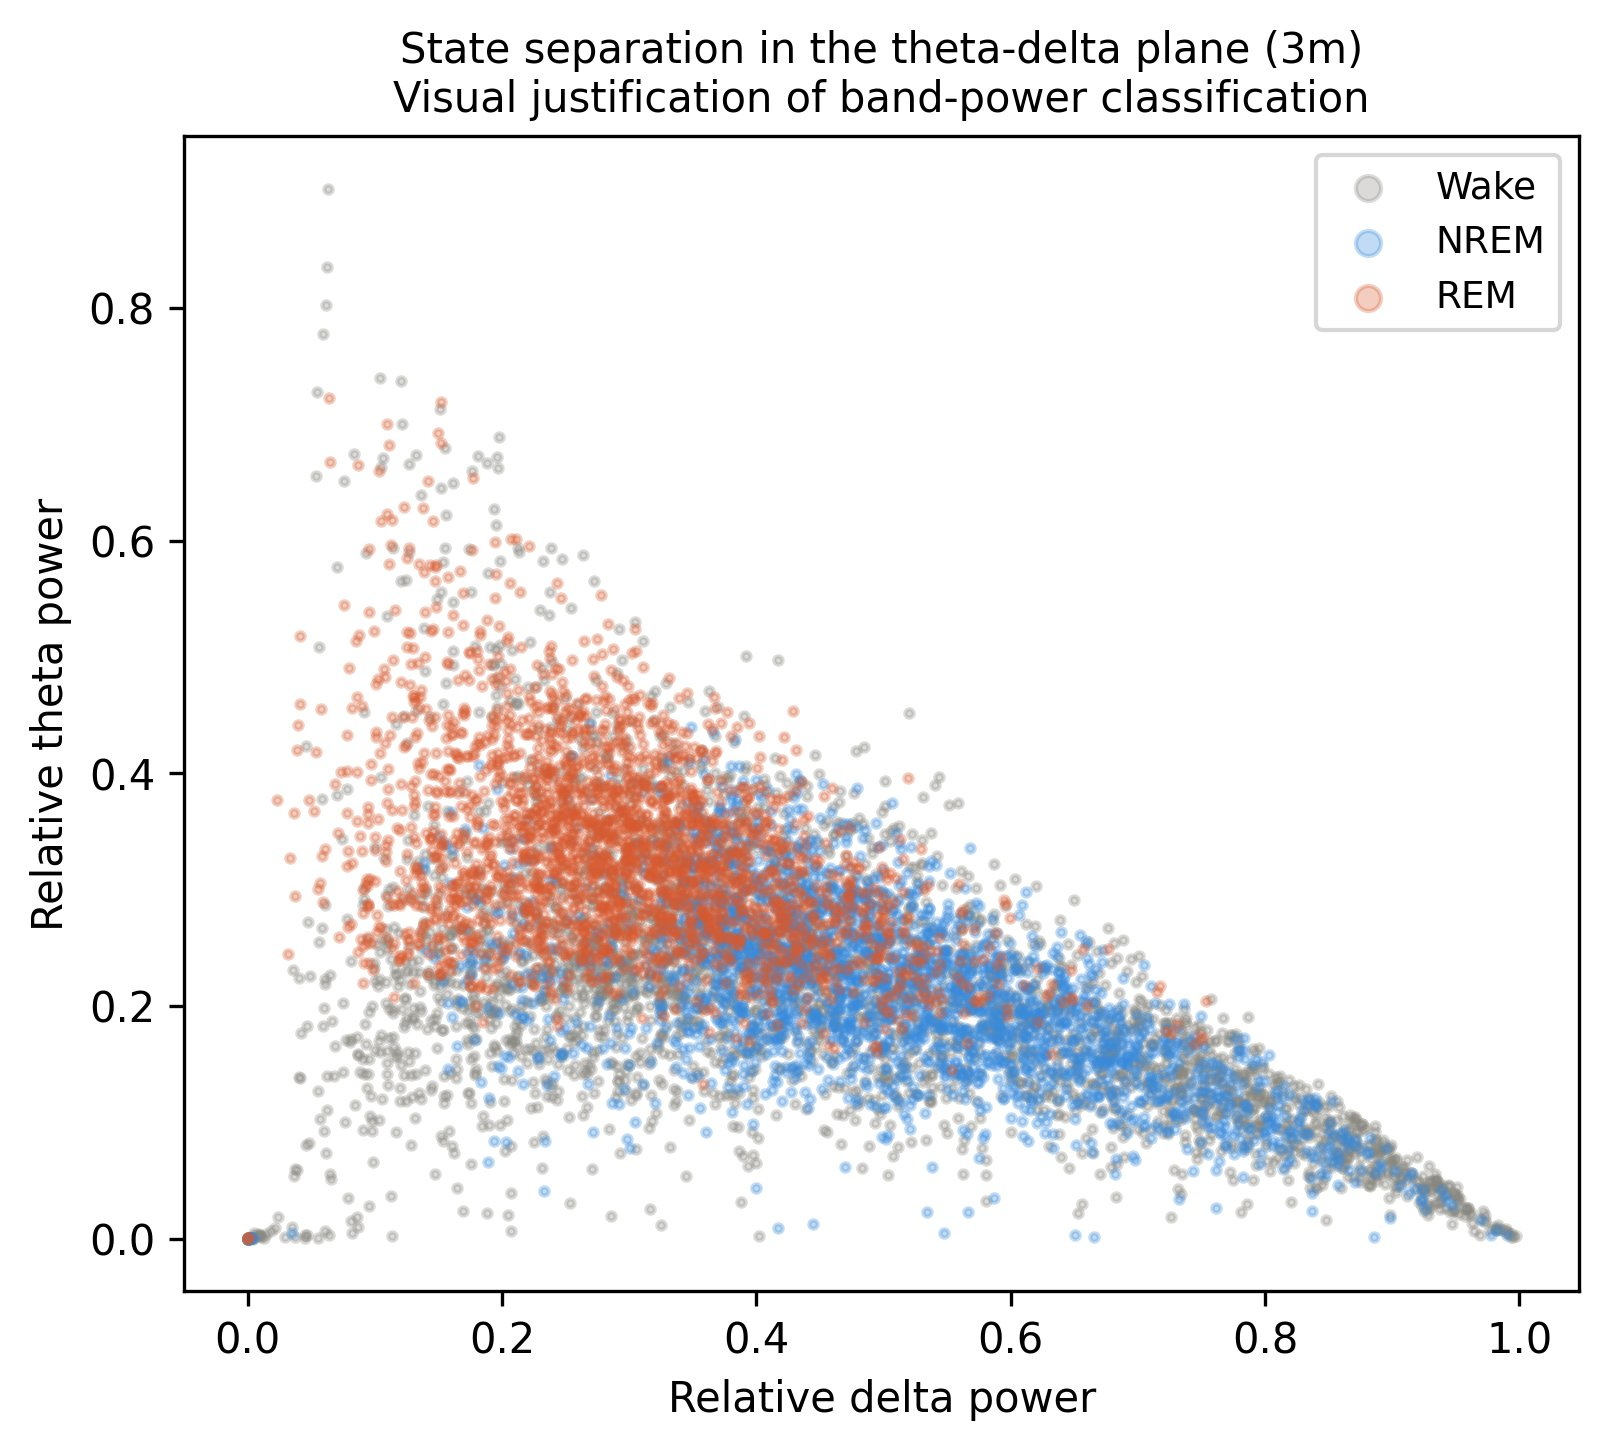 State separation in the theta-delta plane (3m)
Visual justification of band-power classification
Wake
NREM
REM
Relative theta power
0.8
0.6
0.4
0.2
0.0
0.0 0.2 0.4 0.6 0.8 1.0
Relative delta power